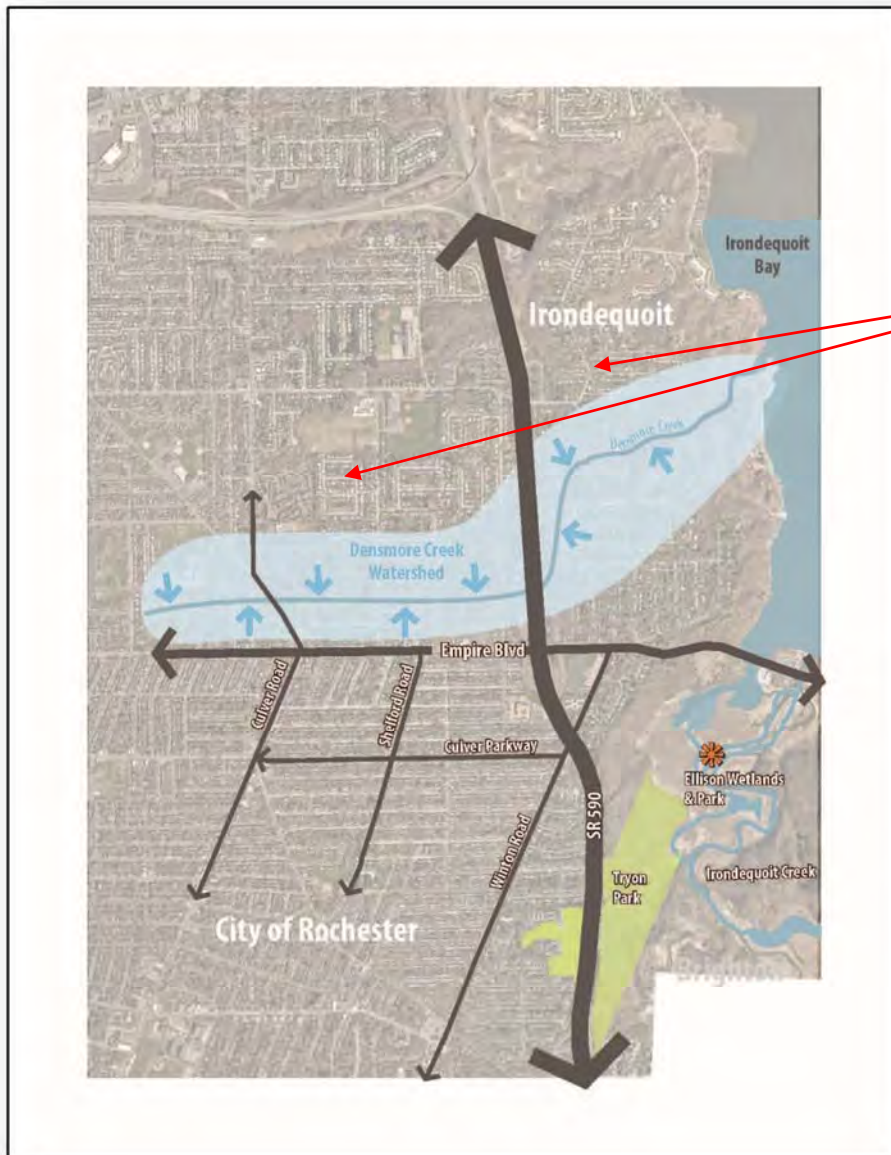 Irondequoit
Bay
Irondequoit
Densmore Creek
Densmore Creek
Watershed
Empire Blvd
Culver Road
Shelford Road
Culver Parkway
Ellison Wetlands
& Park
SR 590
Winton Road
Tryon
Park
Irondequoit Creek
City of Rochester
Brighton